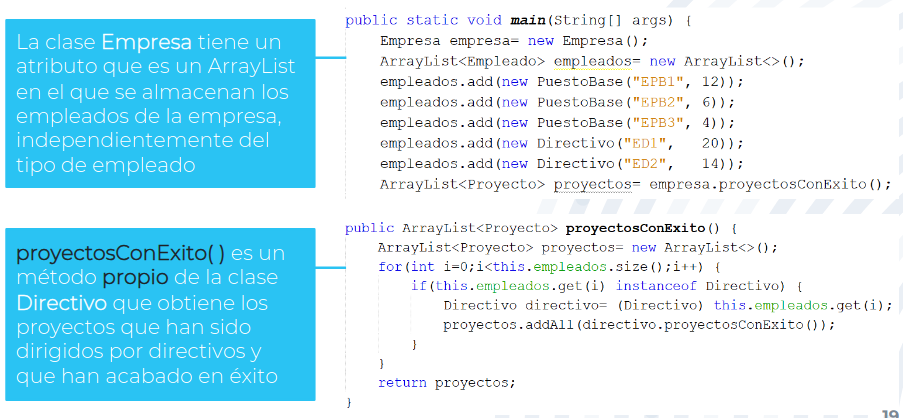 La clase Empresa tiene un
atributo que es un ArrayList
en el que se almacenan los
empleados de la empresa,
independientemente del
tipo de empleado
public static void main(String[] args) {
Empresa empresa= new Empresa();
ArrayList<Empleado> empleados= new ArrayList<>();
empleados.add(new PuestoBase("EPB1", 12));
empleados.add(new PuestoBase("EPB2", 6));
empleados.add(new PuestoBase("EPB3", 4));
empleados.add(new Directivo("ED1", 20));
empleados.add(new Directivo("ED2", 14));
ArrayList<Proyecto> proyectos= empresa.proyectosConExito();
proyectosConExito( ) es un
método propio de la clase
Directivo que obtiene los
proyectos que han sido
dirigidos por directivos y
que han acabado en éxito
public ArrayList<Proyecto> proyectosConExito() {
ArrayList<Proyecto> proyectos= new ArrayList<>();
for(int i=0;i<this.empleados.size();i++) {
if(this.empleados.get(i) instanceof Directivo) {
Directivo directivo= (Directivo) this.empleados.get(i);
proyectos.addAll(directivo.proyectosConExito());
}
}
return proyectos;
}
19